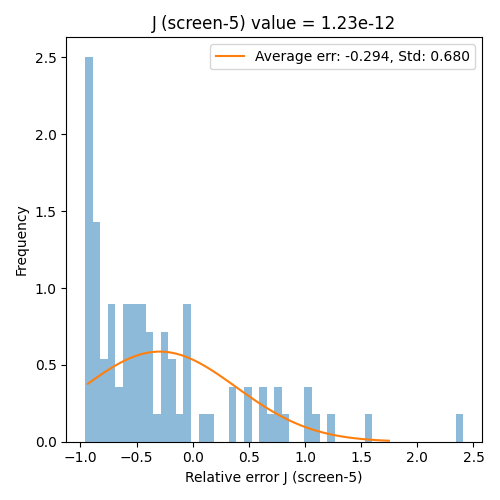 J (screen-5) value = 1.23e-12
Average err: -0.294, Std: 0.680
Frequency
2.5
2.0
1.5
1.0
0.5
0.0
−1.0 −0.5 0.0 0.5 1.0 1.5 2.0 2.5
Relative error J (screen-5)